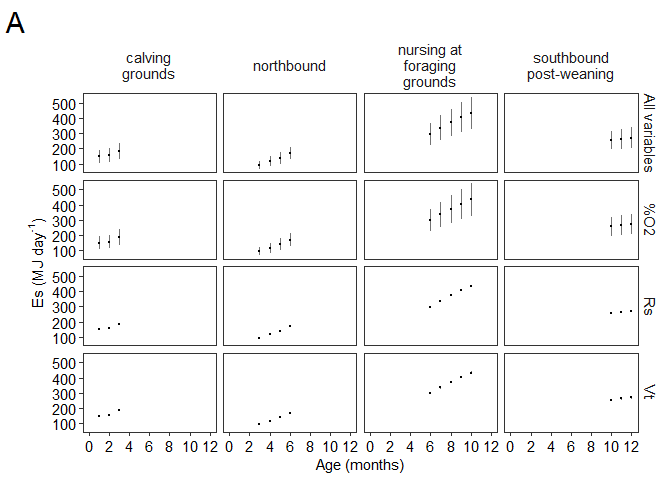 A
calving
grounds
northbound
nursing at
foraging
grounds
southbound
post-weaning
500
400
300
200
100
All variables
500
400
300
200
100
%O2
500
400
300
200
100
Rs
500
400
300
200
100
Vt
Es (MJ day-1)
0 2 4 6 8 10 12 0 2 4 6 8 10 12 0 2 4 6 8 10 12 0 2 4 6 8 10 12
Age (months)